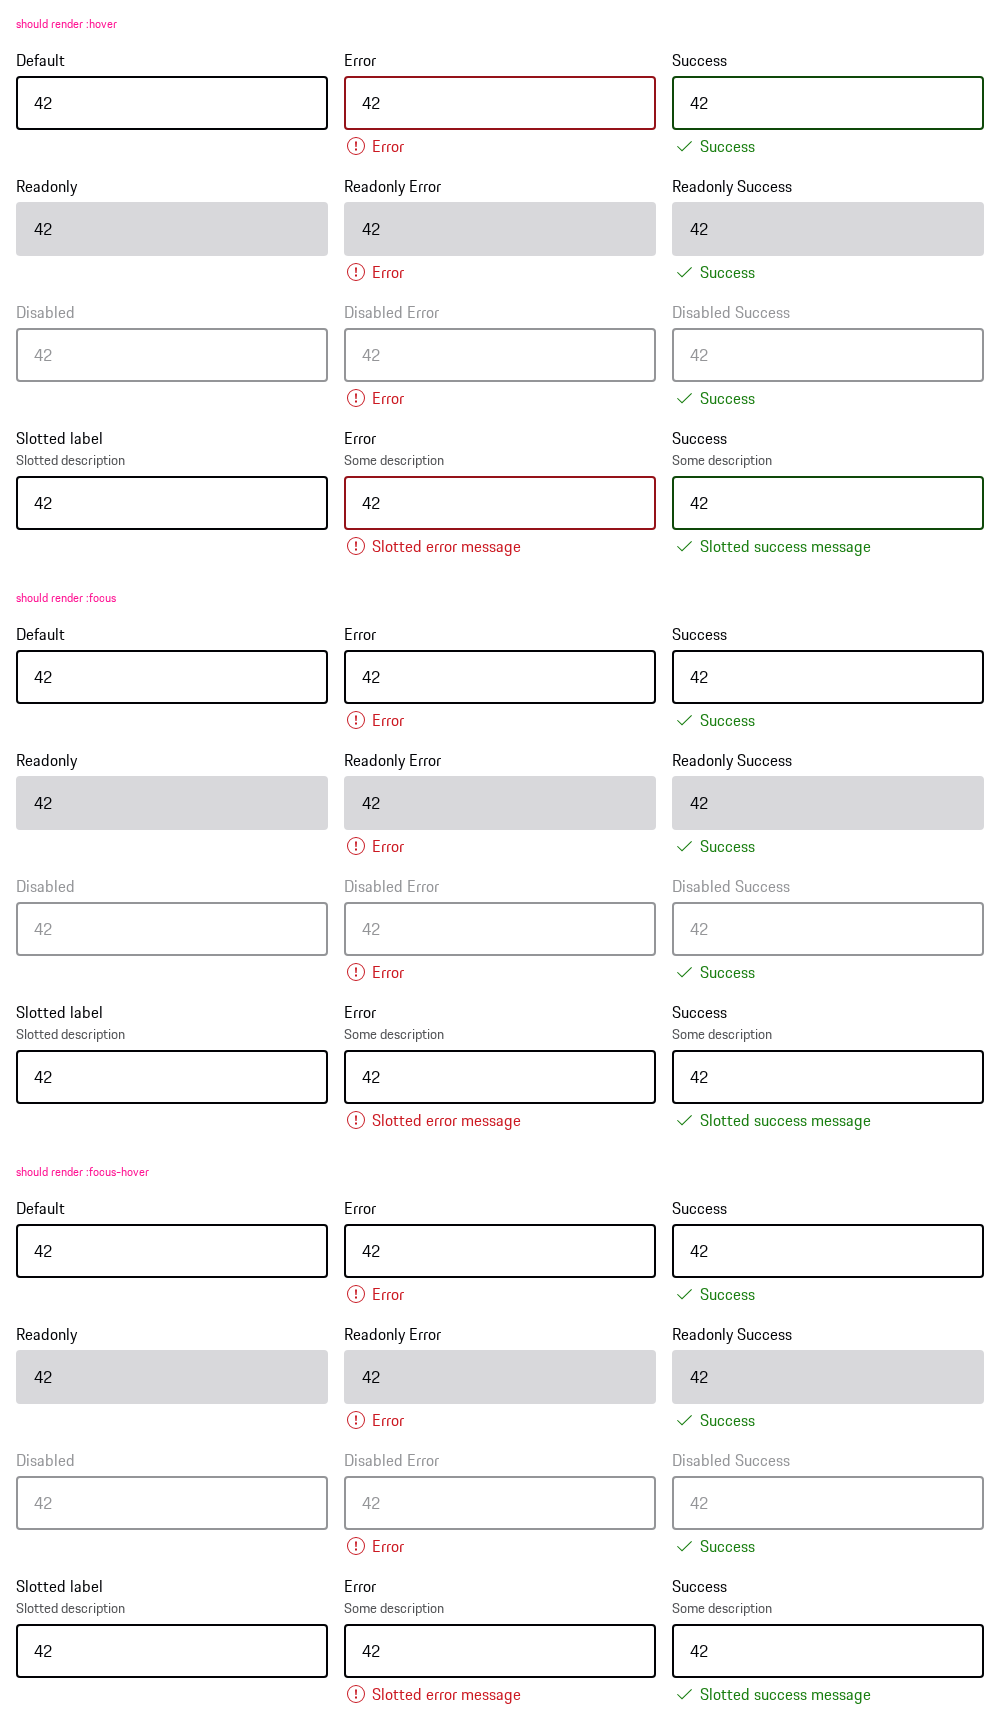 should render :hover
Default Error Success
42 42 42
Error Success
Readonly Readonly Error Readonly Success
42 42 42
Error Success
Disabled Disabled Error Disabled Success
42 42 42
Error Success
Slotted label Error Success
Slotted description Some description Some description
42 42 42
Slotted error message Slotted success message
should render :focus
Default Error Success
42 42 42
Error Success
Readonly Readonly Error Readonly Success
42 42 42
Error Success
Disabled Disabled Error Disabled Success
42 42 42
Error Success
Slotted label Error Success
Slotted description Some description Some description
42 42 42
Slotted error message Slotted success message
should render :focus-hover
Default Error Success
42 42 42
Error Success
Readonly Readonly Error Readonly Success
42 42 42
Error Success
Disabled Disabled Error Disabled Success
42 42 42
Error Success
Slotted label Error Success
Slotted description Some description Some description
42 42 42
Slotted error message Slotted success message